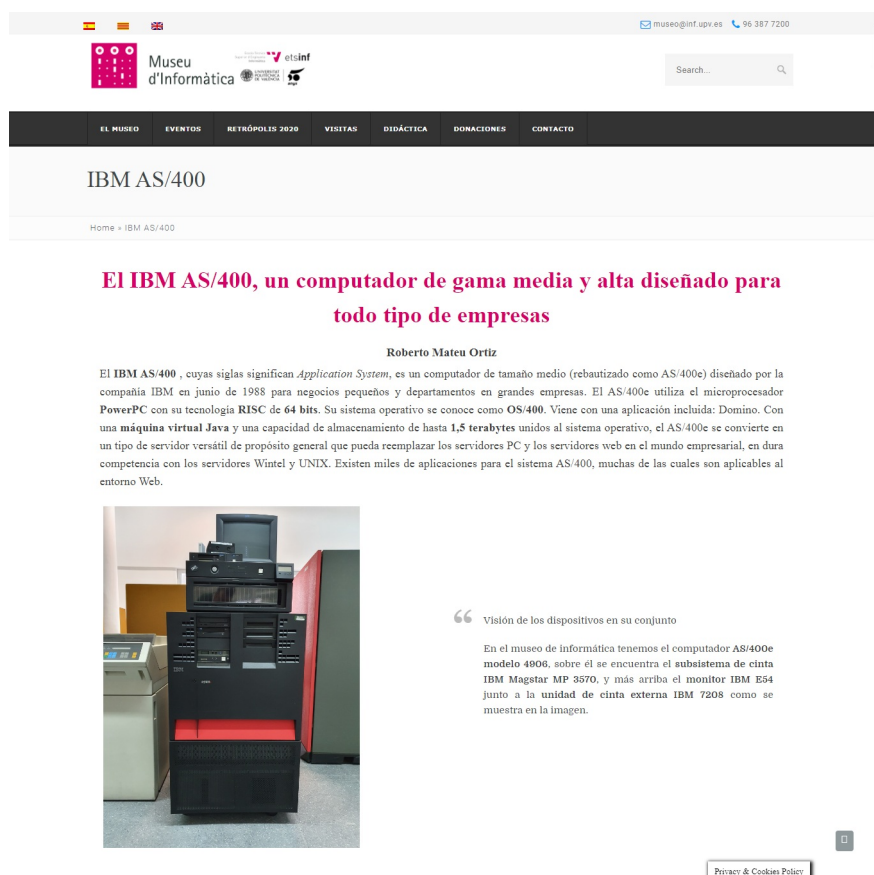 museo@inf.upv.es 96 387 7200
Museu
d'Informàtica
etsinf
Search...
EL MUSEO EVENTOS RETRÓPOLIS 2020 VISITAS DIDÁCTICA DONACIONES CONTACTO
IBM AS/400
Home » IBM AS/400
El IBM AS/400, un computador de gama media y alta diseñado para
todo tipo de empresas
Roberto Mateu Ortiz
El IBM AS/400 , cuyas siglas significan Application System, es un computador de tamaño medio (rebautizado como AS/400e) diseñado por la
compañía IBM en junio de 1988 para negocios pequeños y departamentos en grandes empresas. El AS/400e utiliza el microprocesador
PowerPC con su tecnología RISC de 64 bits. Su sistema operativo se conoce como OS/400. Viene con una aplicación incluida: Domino. Con
una máquina virtual Java y una capacidad de almacenamiento de hasta 1,5 terabytes unidos al sistema operativo, el AS/400e se convierte en
un tipo de servidor versátil de propósito general que pueda reemplazar los servidores PC y los servidores web en el mundo empresarial, en dura
competencia con los servidores Wintel y UNIX. Existen miles de aplicaciones para el sistema AS/400, muchas de las cuales son aplicables al
entorno Web.
Visión de los dispositivos en su conjunto
En el museo de informática tenemos el computador AS/400e
modelo 4906, sobre él se encuentra el subsistema de cinta
IBM Magstar MP 3570, y más arriba el monitor IBM E54
junto a la unidad de cinta externa IBM 7208 como se
muestra en la imagen.
Privacy & Cookies Policy